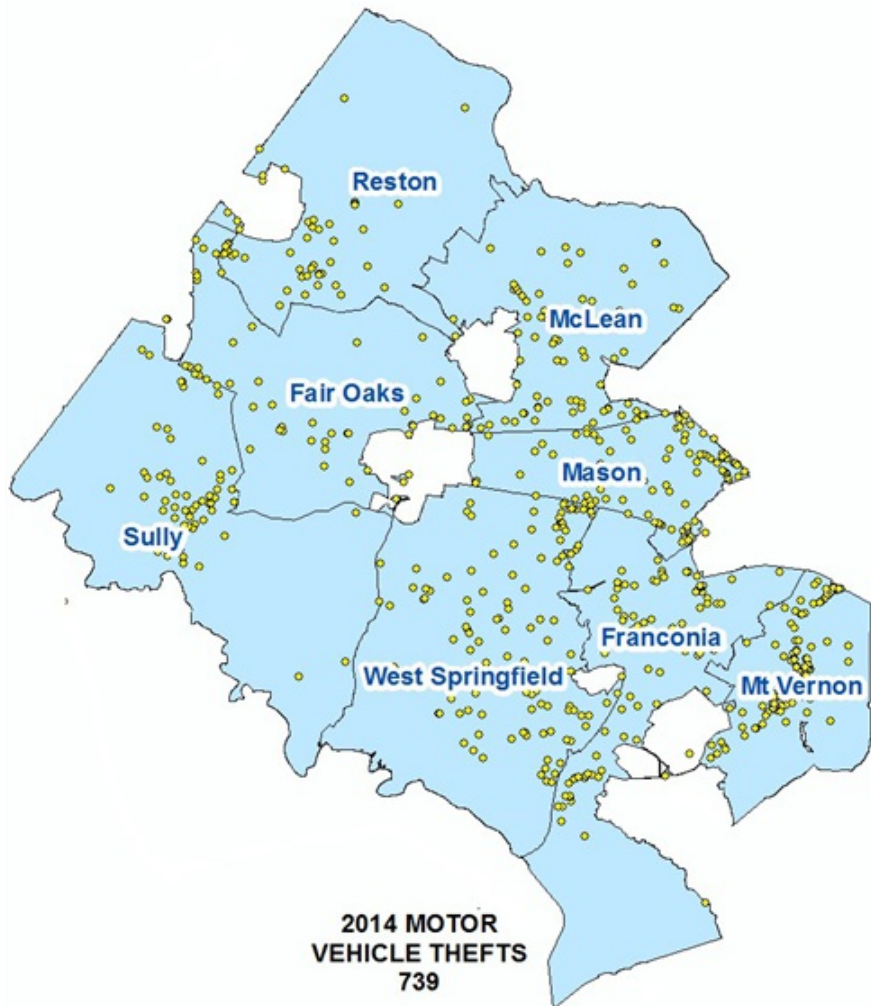 Reston
McLean
Fair Oaks
Mason
Sully
Franconia
West Springfield
Mt Vernon
2014 MOTOR
VEHICLE THEFTS
739